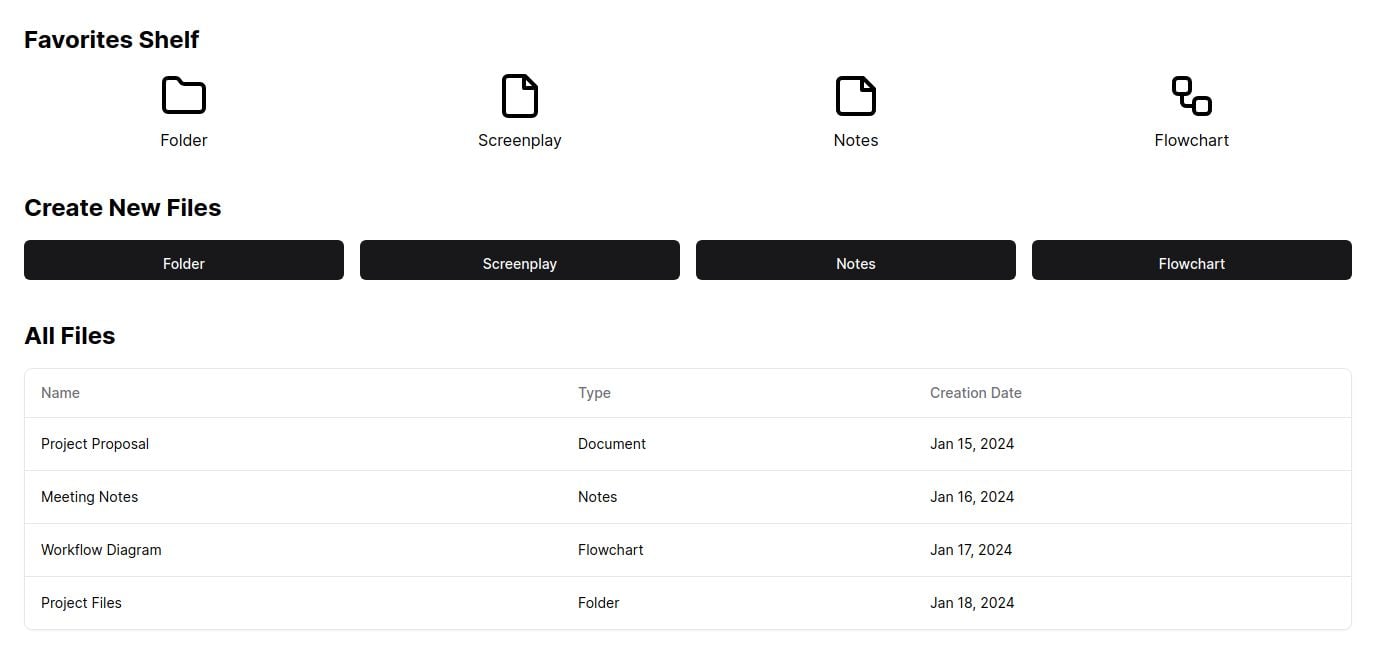 Favorites Shelf
Folder Screenplay Notes Flowchart
Create New Files
Folder Screenplay Notes Flowchart
All Files
Name Type Creation Date
Project Proposal Document Jan 15, 2024
Meeting Notes Notes Jan 16, 2024
Workflow Diagram Flowchart Jan 17, 2024
Project Files Folder Jan 18, 2024